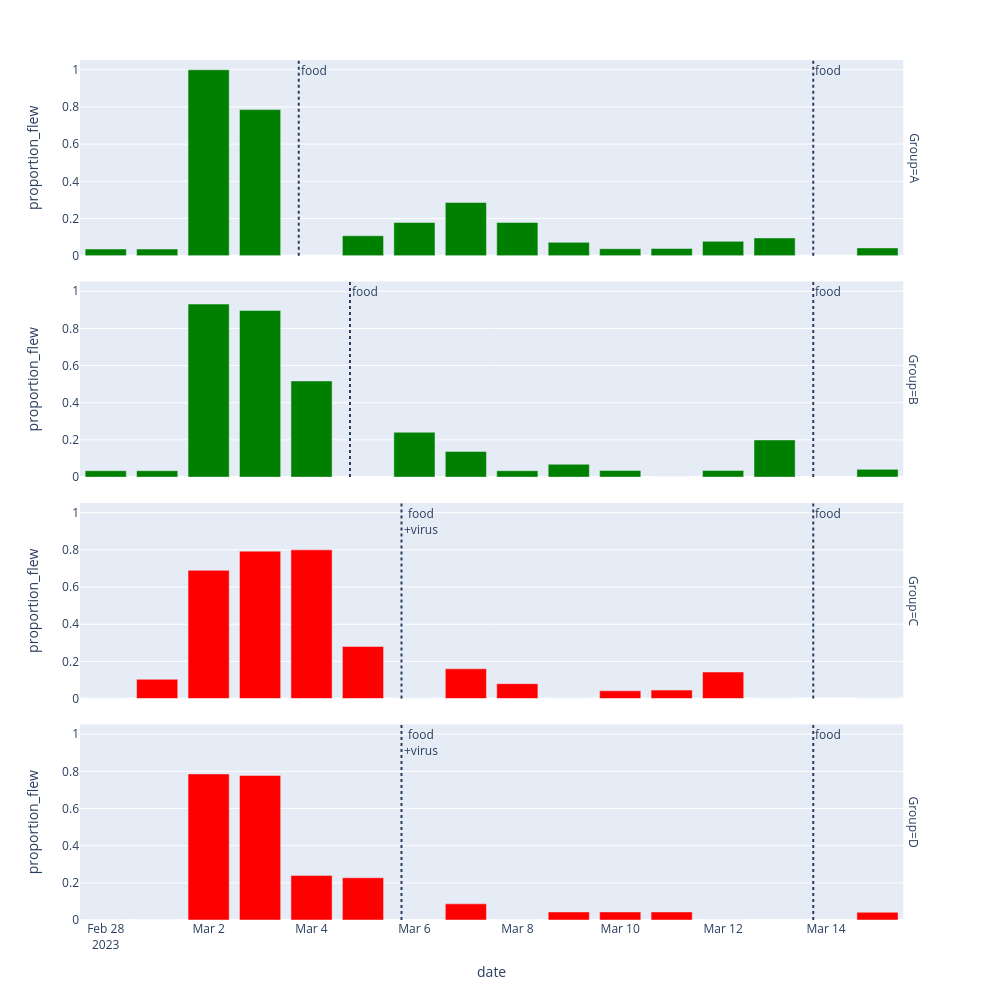 1
0.8
0.6
0.4
0.2
0
proportion_flew
food
food
Group=A
1
0.8
0.6
0.4
0.2
0
proportion_flew
food
food
Group=B
1
0.8
0.6
0.4
0.2
0
proportion_flew
food
+virus
food
Group=C
1
0.8
0.6
0.4
0.2
0
proportion_flew
food
+virus
food
Group=D
Feb 28
2023
Mar 2
Mar 4
Mar 6
Mar 8
Mar 10
Mar 12
Mar 14
date